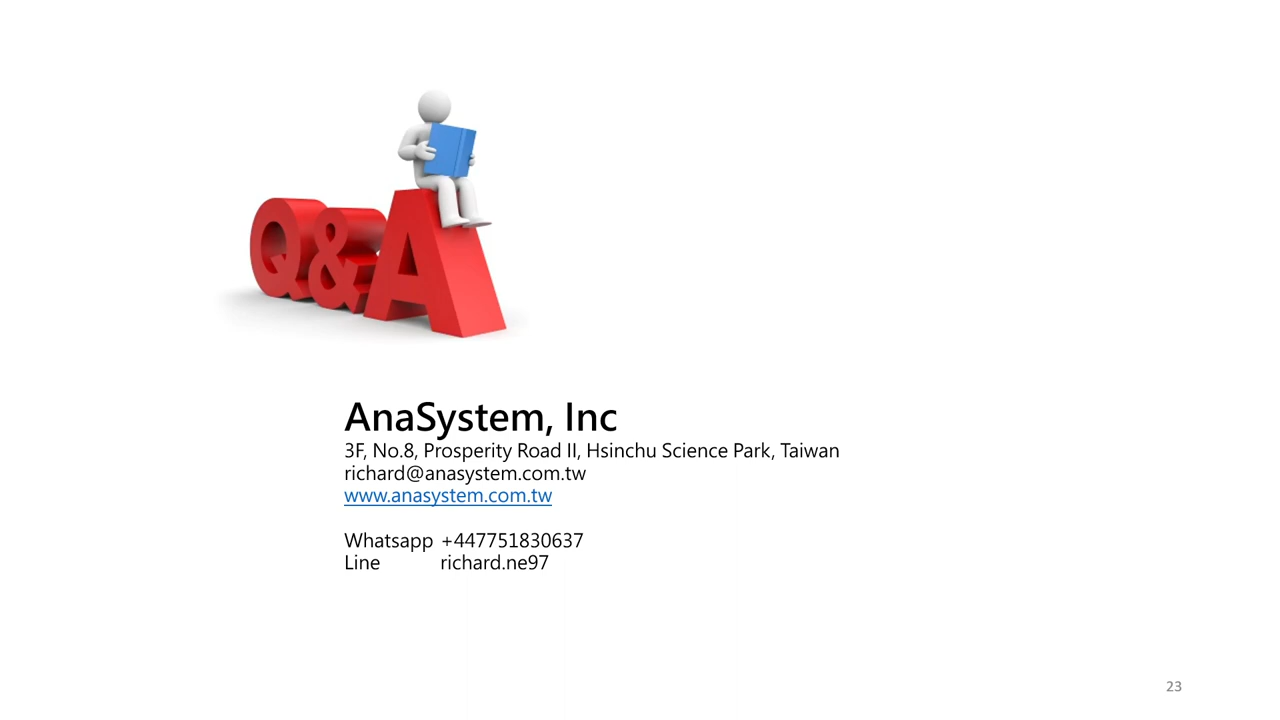 Q&A
AnaSystem, Inc
3F, No.8, Prosperity Road II, Hsinchu Science Park, Taiwan
richard@anasystem.com.tw
www.anasystem.com.tw
Whatsapp +447751830637
Line richard.ne97
23